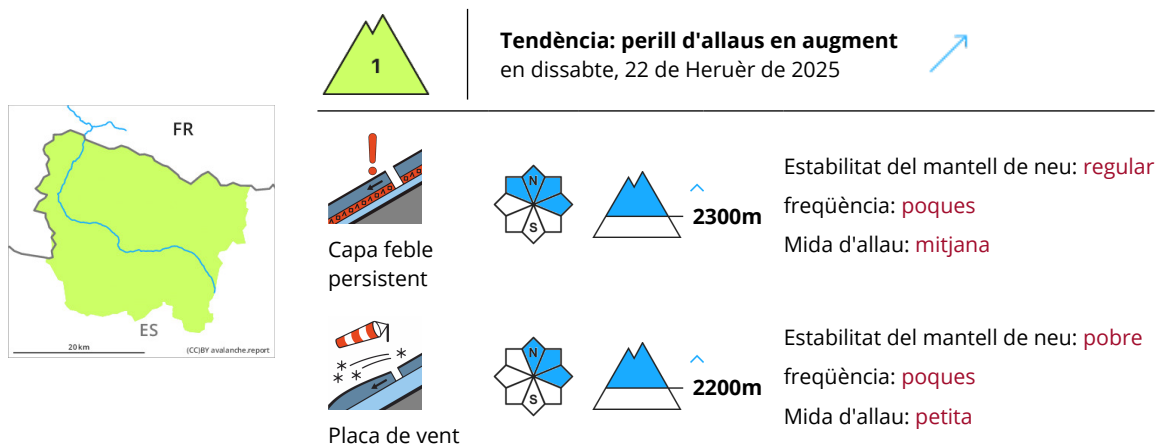 1
Tendència: perill d'allaus en augment
en dissabte, 22 de Heruèr de 2025
FR
ES
20 km
(CC)BY avalanche.report
Capa feble
persistent
N
S
2300m
Estabilitat del mantell de neu: regular
freqüència: poques
Mida d'allau: mitjana
Placa de vent
N
S
2200m
Estabilitat del mantell de neu: pobre
freqüència: poques
Mida d'allau: petita